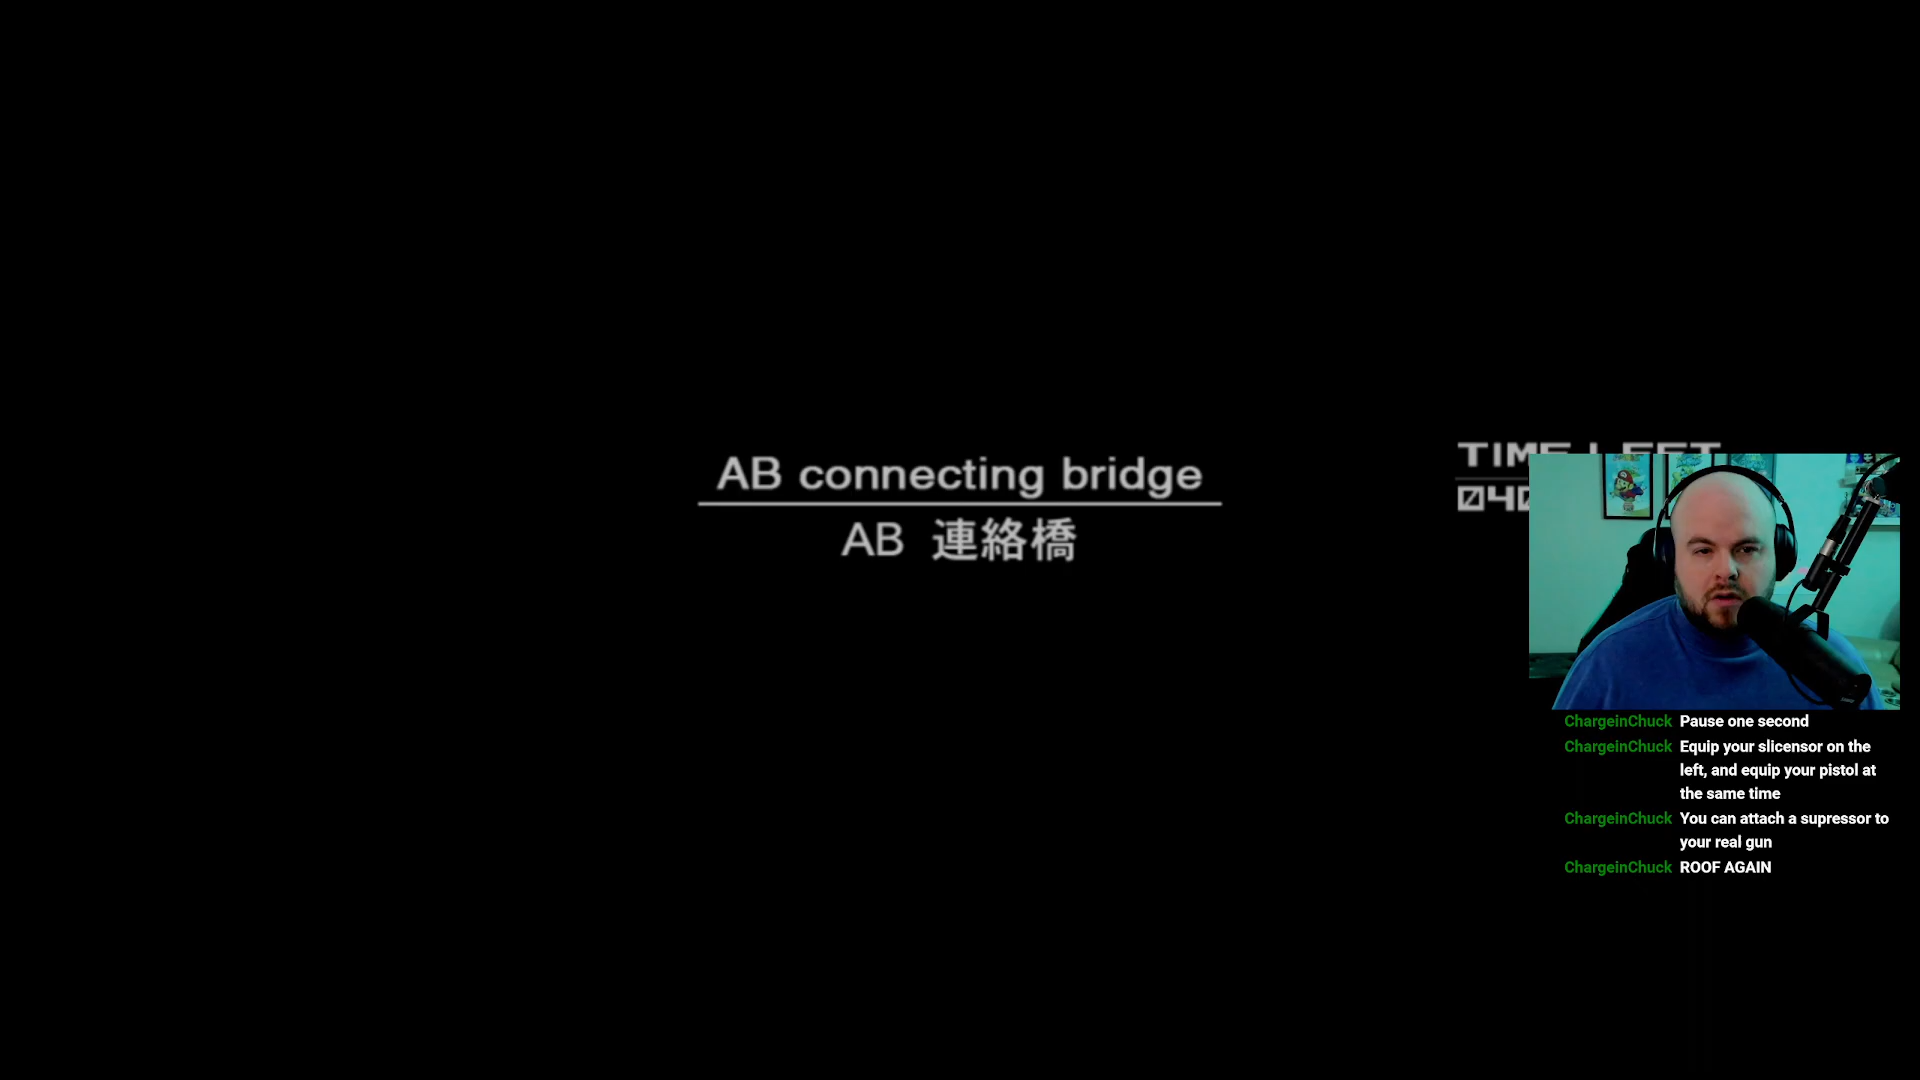 AB connecting bridge
AB 連絡橋
ChargeinChuck Pause one second
ChargeinChuck Equip your slicensor on the
left, and equip your pistol at
the same time
ChargeinChuck You can attach a supressor to
your real gun
ChargeinChuck ROOF AGAIN